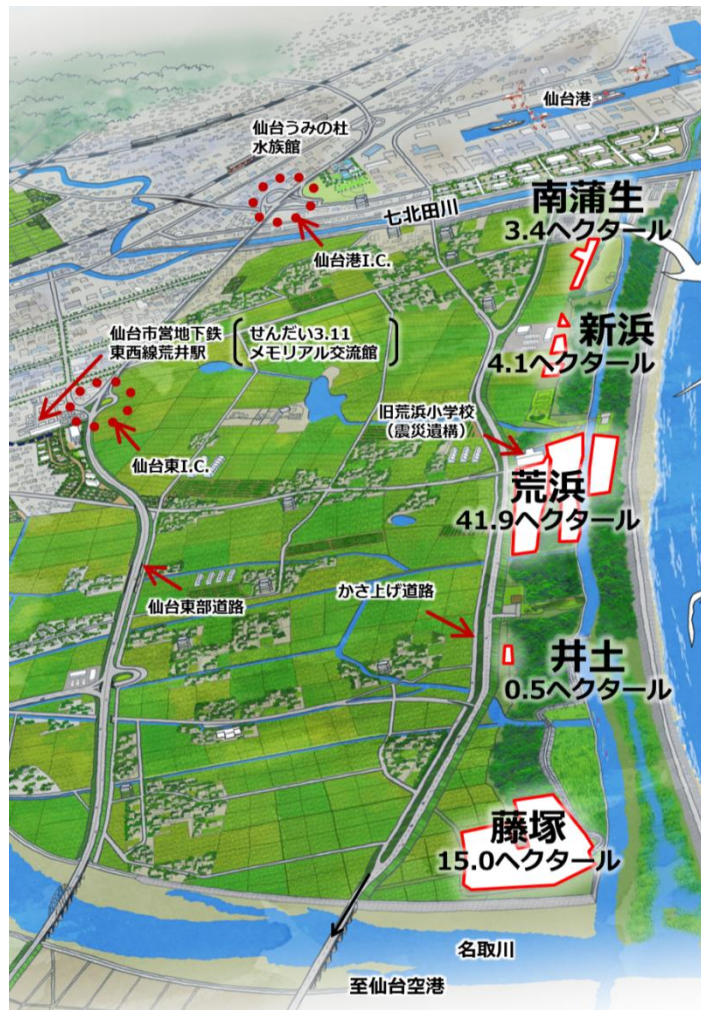 仙台港
仙台うみの杜
水族館
七北田川
南蒲生
3.4ヘクタール
仙台港I.C.
新浜
4.1ヘクタール
仙台市営地下鉄
東西線荒井駅
せんだい3.11
メモリアル交流館
旧荒浜小学校
（震災遺構）
仙台東I.C.
荒浜
41.9ヘクタール
仙台東部道路
かさ上げ道路
井土
0.5ヘクタール
藤塚
15.0ヘクタール
名取川
至仙台空港